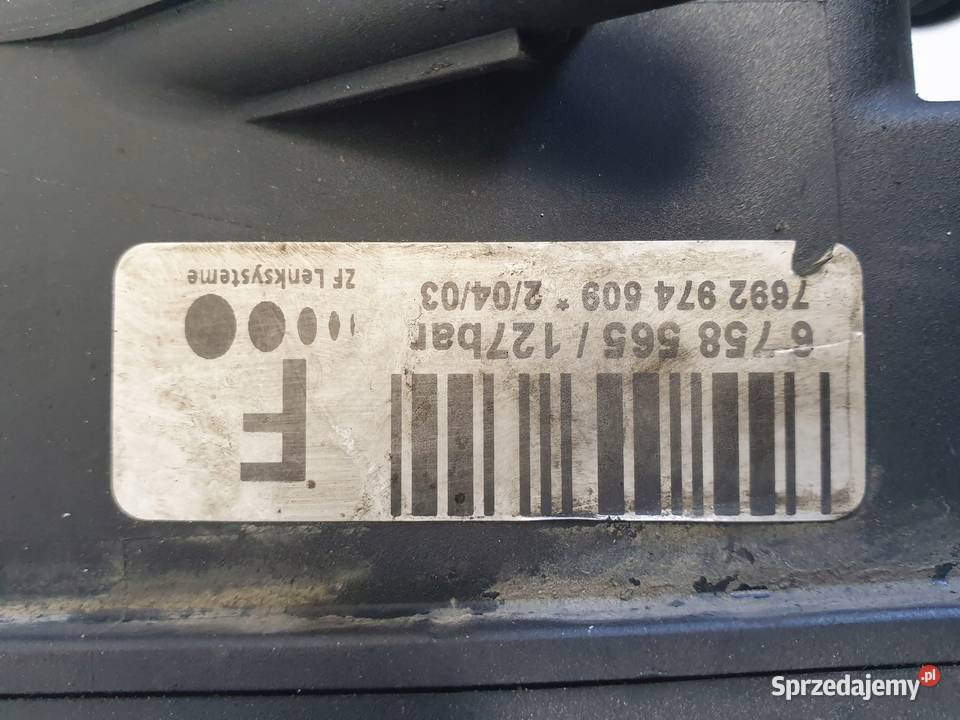 6 758 565 / 127bar
7692 974 609 * 2/04/03
F
ZF Lenksysteme
Sprzedajemy.pl